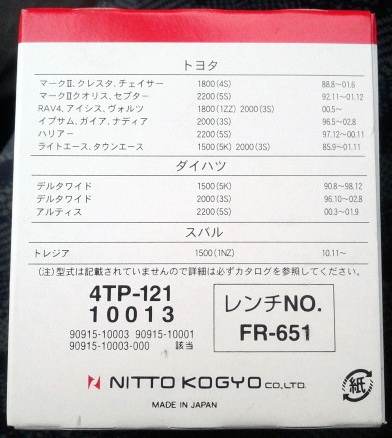 トヨタ
マークⅡ、クレスタ、チェイサー 1800(4S) 88.8～01.6
マークⅡクオリス、セプター 2200(5S) 92.11～01.12
RAV4、アイシス、ヴォルツ 1800(1ZZ) 2000(3S) 00.5～
イプサム、ガイア、ナディア 2000(3S) 96.5～02.8
ハリアー 2200(5S) 97.12～00.11
ライトエース、タウンエース 1500(5K) 2000(3S) 85.9～01.11
ダイハツ
デルタワイド 1500(5K) 90.8～98.12
デルタワイド 2000(3S) 96.10～02.8
アルティス 2200(5S) 00.3～01.9
スバル
トレジア 1500(1NZ) 10.11～
(注)型式は記載されていませんので詳細は必ずカタログを参照してください。
4TP-121
10013
90915-10003 90915-10001
90915-10003-000 該当
レンチNO.
FR-651
NITTO KOGYO CO.,LTD.
MADE IN JAPAN
紙